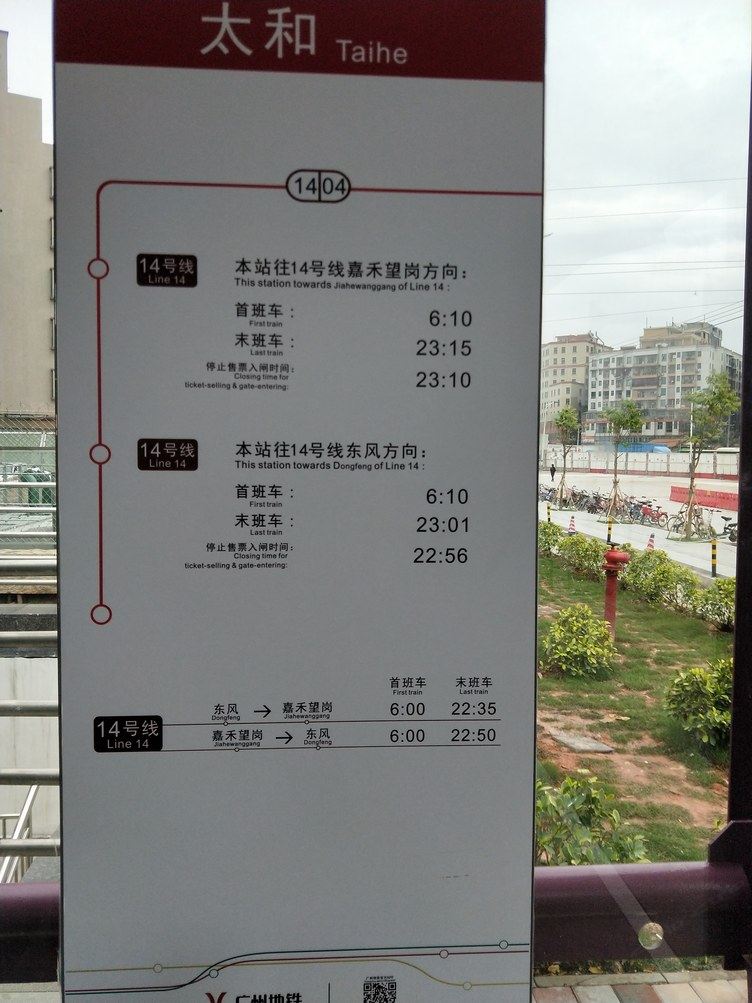 太和 Taihe
14 04
14号线 本站往14号线嘉禾望岗方向：
Line 14 This station towards Jiahewanggang of Line 14 :
首班车： 6:10
First train
末班车： 23:15
Last train
停止售票入闸时间： 23:10
Closing time for
ticket-selling & gate-entering:
14号线 本站往14号线东风方向：
Line 14 This station towards Dongfeng of Line 14 :
首班车： 6:10
First train
末班车： 23:01
Last train
停止售票入闸时间： 22:56
Closing time for
ticket-selling & gate-entering:
首班车 末班车
First train Last train
14号线 东风 → 嘉禾望岗 6:00 22:35
Line 14 Dongfeng Jiahewanggang
嘉禾望岗 → 东风 6:00 22:50
Jiahewanggang Dongfeng
广州地铁